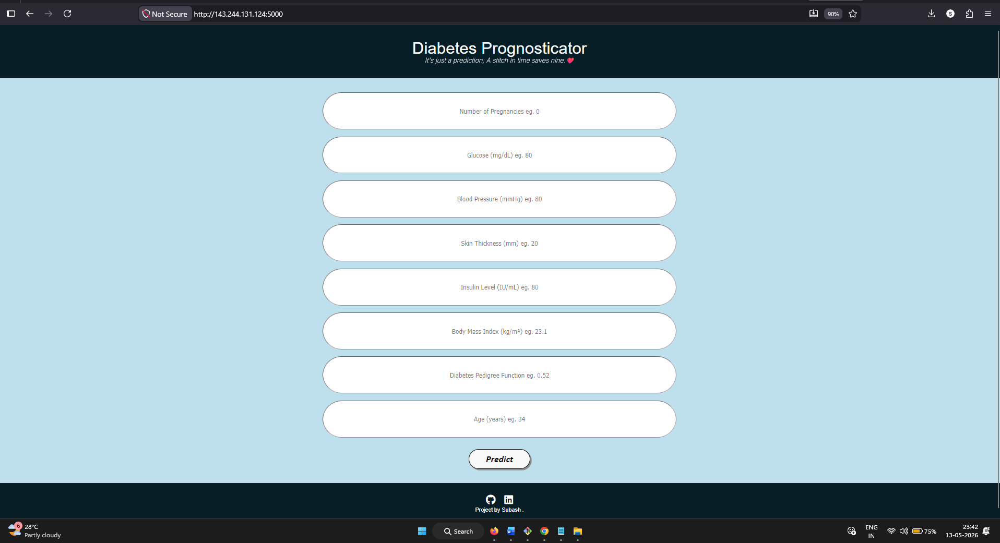 Not Secure http://143.244.131.124:5000 90% S
Diabetes Prognosticator
It's just a prediction; A stitch in time saves nine.
Number of Pregnancies eg. 0
Glucose (mg/dL) eg. 80
Blood Pressure (mmHg) eg. 80
Skin Thickness (mm) eg. 20
Insulin Level (IU/mL) eg. 80
Body Mass Index (kg/m²) eg. 23.1
Diabetes Pedigree Function eg. 0.52
Age (years) eg. 34
Predict
in
Project by Subash .
6
28°C
Partly cloudy
Search
W
ENG
IN
75%
23:42
13-05-2026